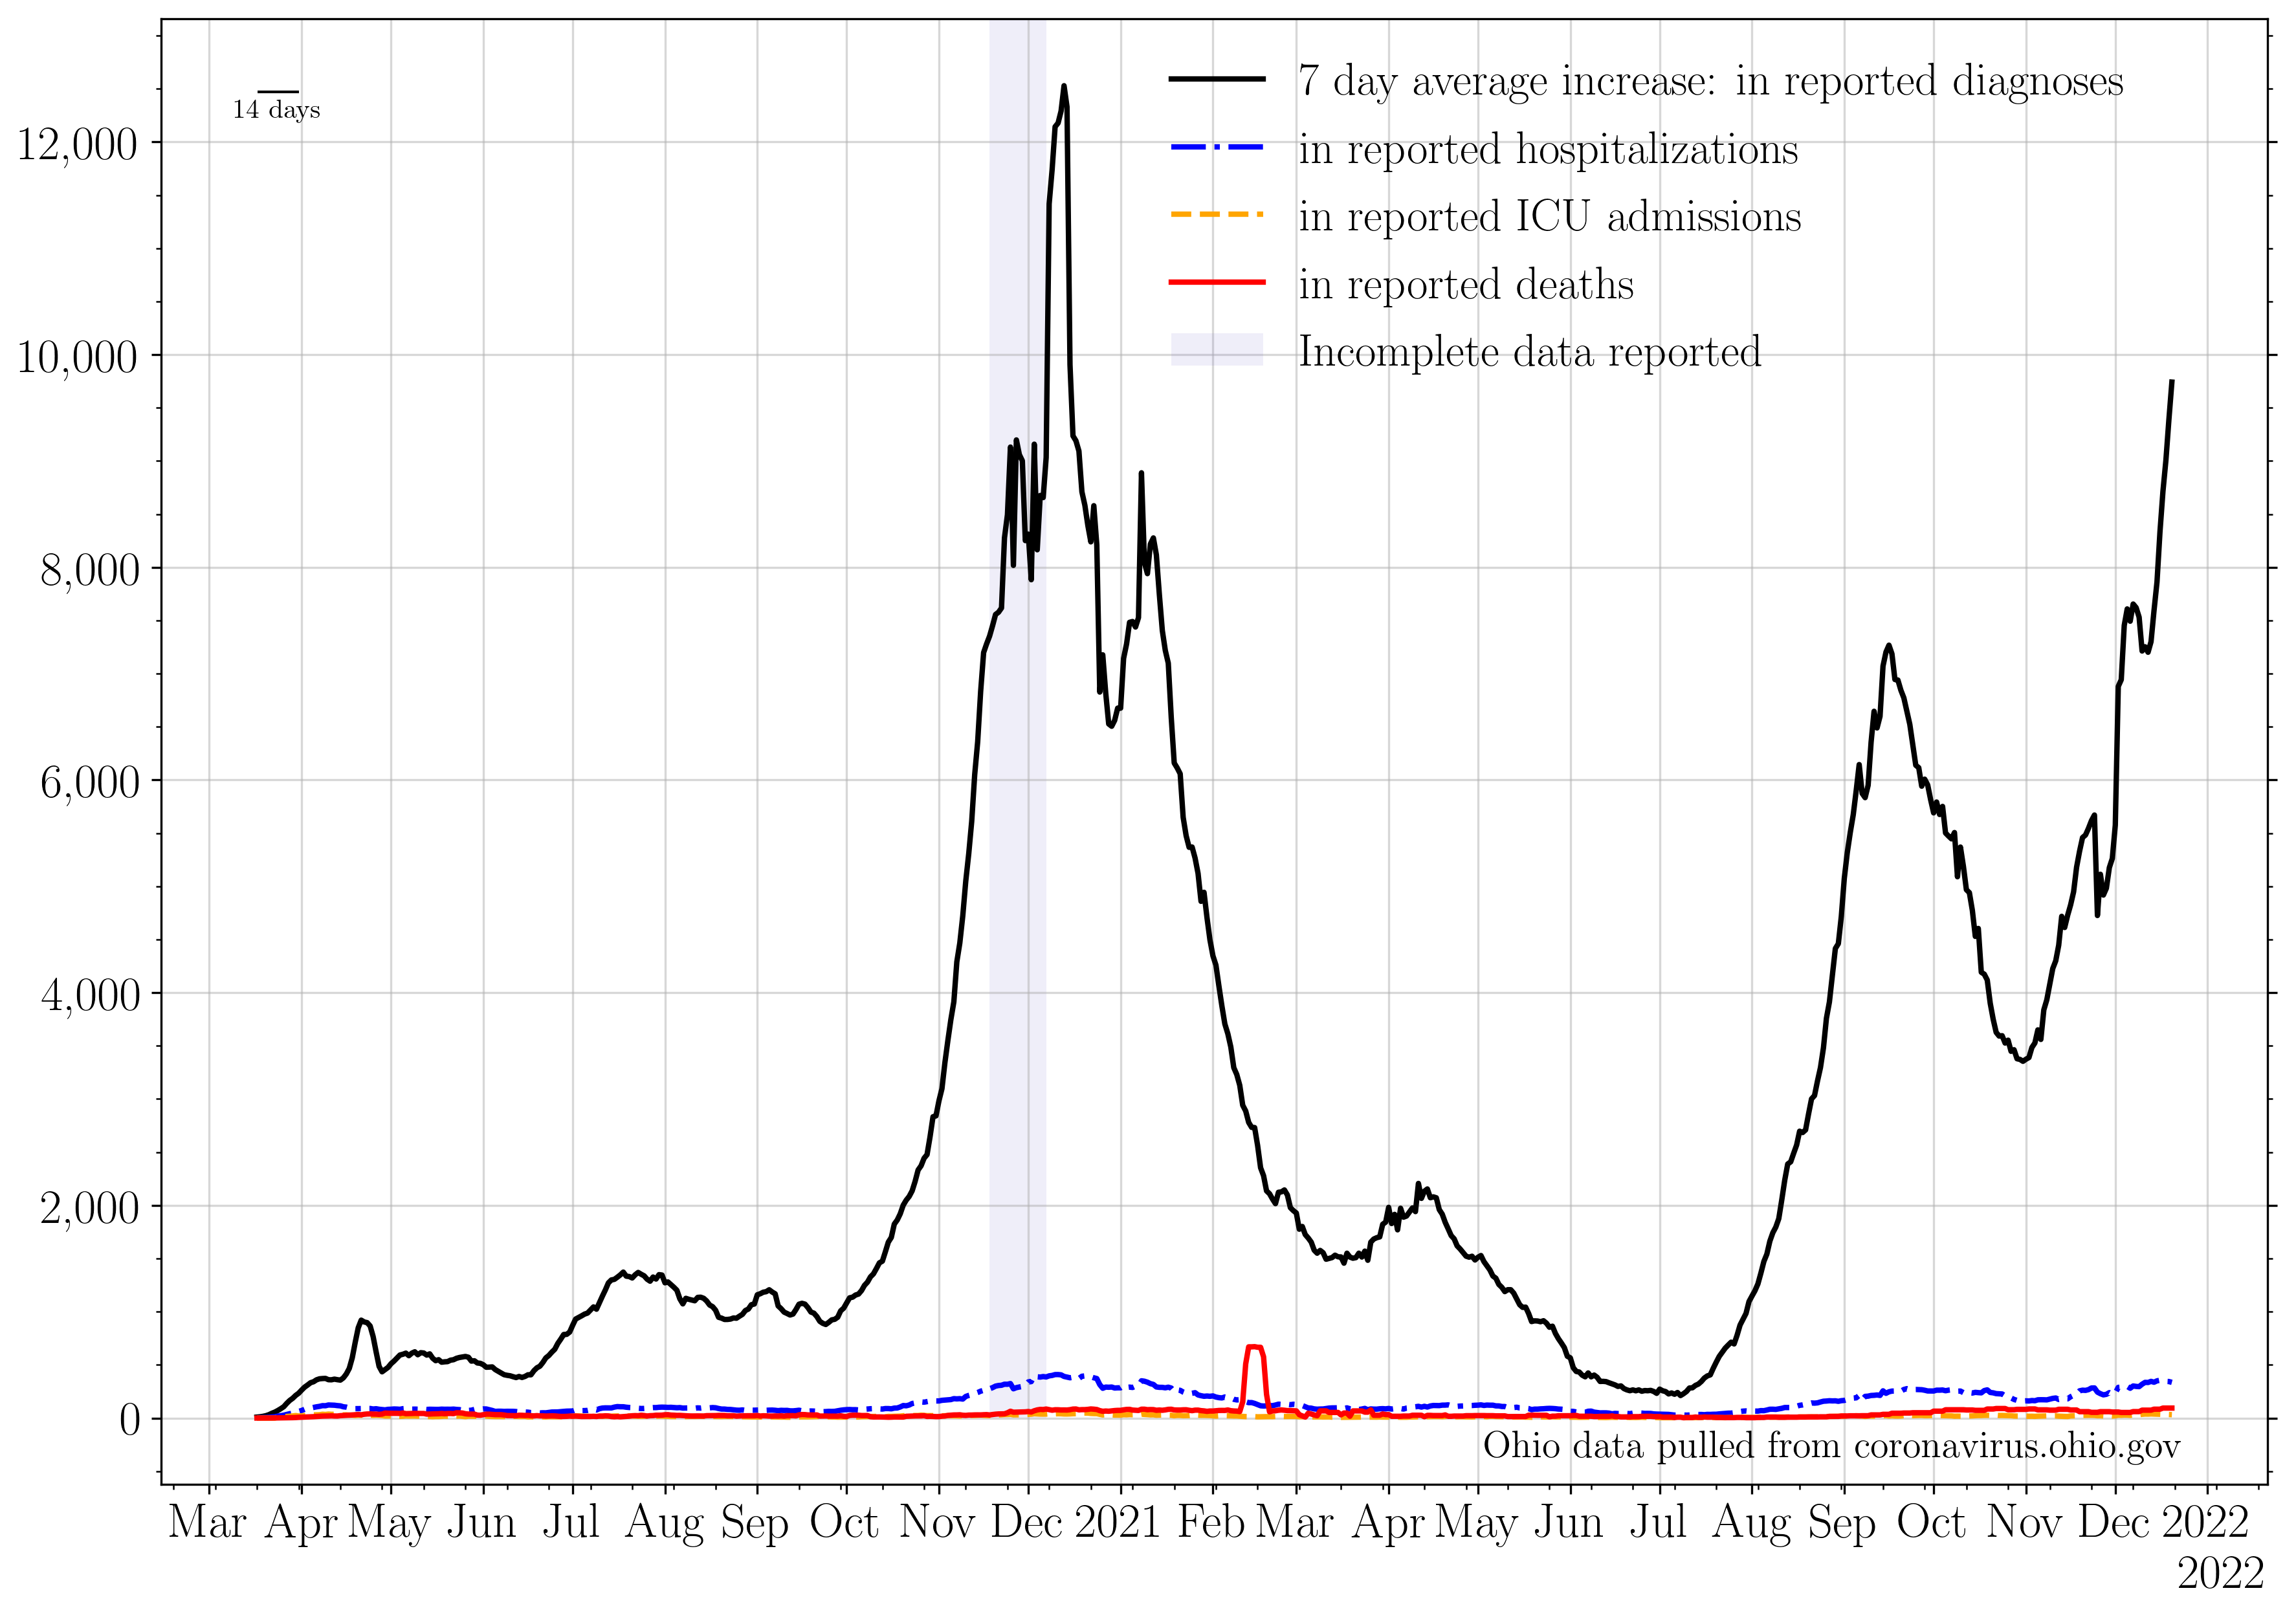 14 days
7 day average increase: in reported diagnoses
in reported hospitalizations
in reported ICU admissions
in reported deaths
Incomplete data reported
12,000
10,000
8,000
6,000
4,000
2,000
0
Ohio data pulled from coronavirus.ohio.gov
Mar Apr May Jun Jul Aug Sep Oct Nov Dec 2021 Feb Mar Apr May Jun Jul Aug Sep Oct Nov Dec 2022
2022